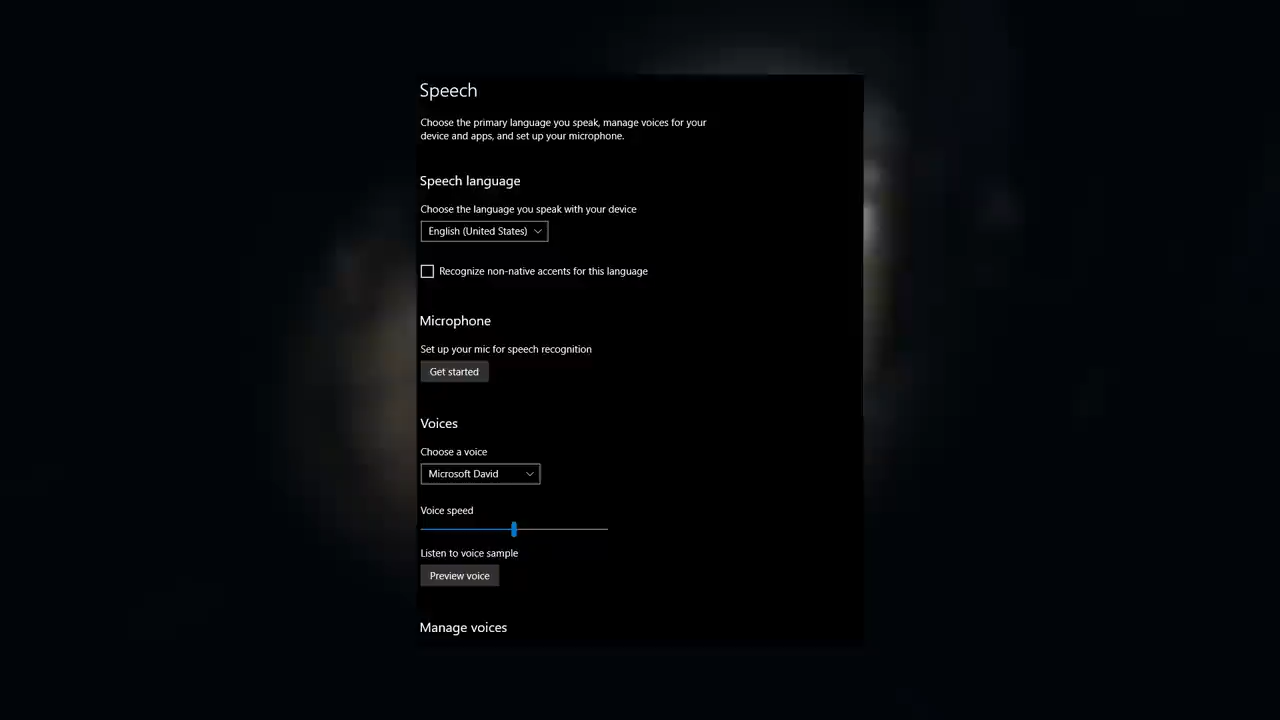 Speech
Choose the primary language you speak, manage voices for your
device and apps, and set up your microphone.
Speech language
Choose the language you speak with your device
English (United States)
Recognize non-native accents for this language
Microphone
Set up your mic for speech recognition
Get started
Voices
Choose a voice
Microsoft David
Voice speed
Listen to voice sample
Preview voice
Manage voices